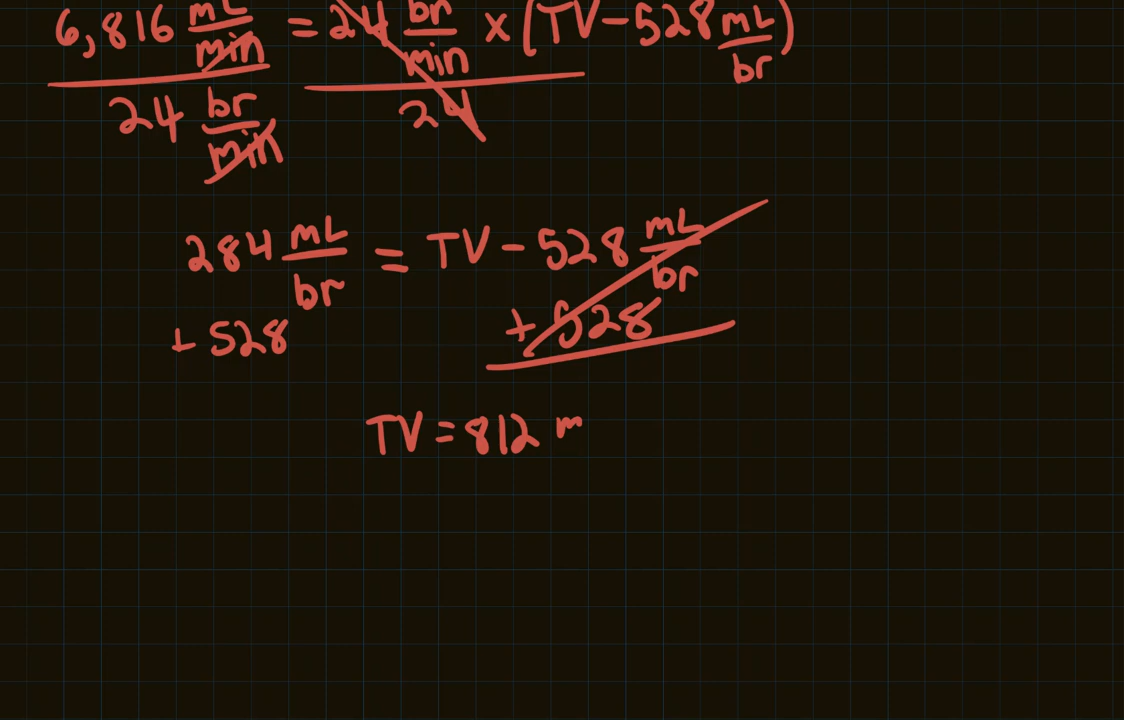 6,816 mL/min = 24 br/min × (TV - 528 mL/br)
24 br/min 24
284 mL/br = TV - 528 mL/br
+ 528 + 528
TV = 812 m